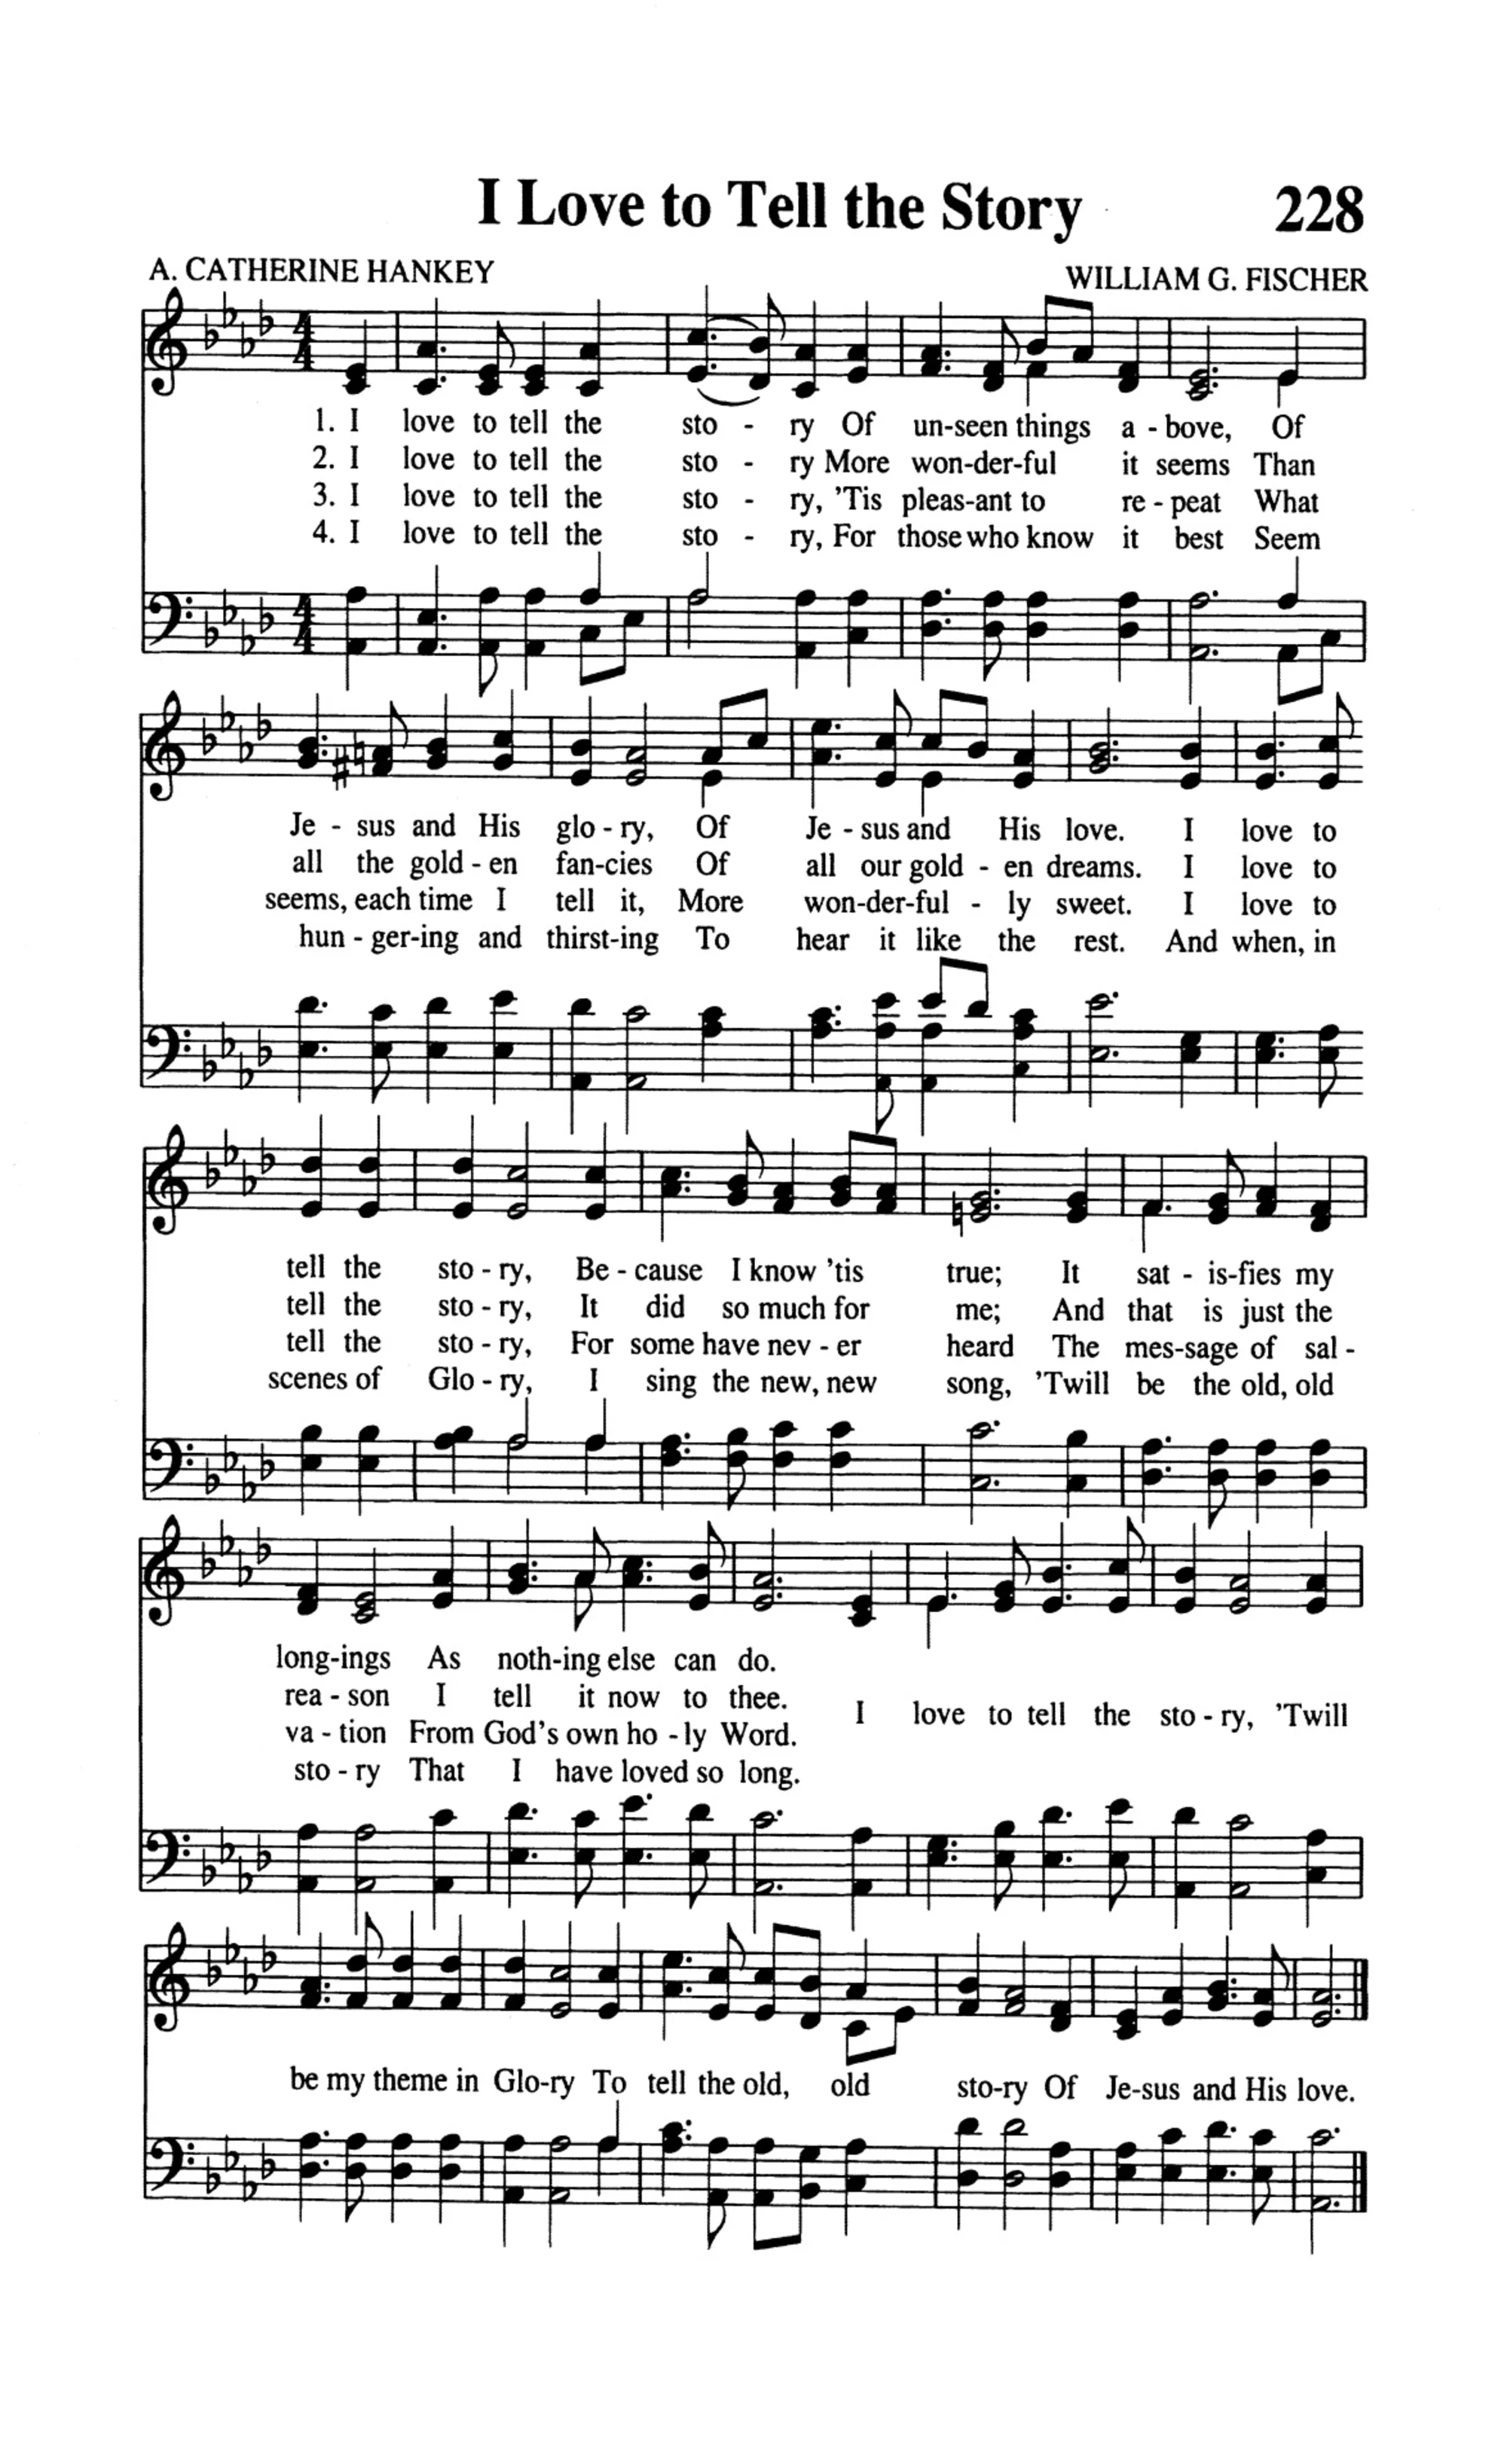 I Love to Tell the Story 228
A. CATHERINE HANKEY WILLIAM G. FISCHER
1. I love to tell the sto - ry Of un-seen things a - bove, Of
2. I love to tell the sto - ry More won-der-ful it seems Than
3. I love to tell the sto - ry, 'Tis pleas-ant to re - peat What
4. I love to tell the sto - ry, For those who know it best Seem
Je - sus and His glo - ry, Of Je - sus and His love. I love to
all the gold - en fan-cies Of all our gold - en dreams. I love to
seems, each time I tell it, More won-der-ful - ly sweet. I love to
hun - ger-ing and thirst-ing To hear it like the rest. And when, in
tell the sto - ry, Be - cause I know 'tis true; It sat - is-fies my
tell the sto - ry, It did so much for me; And that is just the
tell the sto - ry, For some have nev - er heard The mes-sage of sal -
scenes of Glo - ry, I sing the new, new song, 'Twill be the old, old
long-ings As noth-ing else can do.
rea - son I tell it now to thee.
va - tion From God's own ho - ly Word.
sto - ry That I have loved so long.
I love to tell the sto - ry, 'Twill
be my theme in Glo-ry To tell the old, old sto-ry Of Je-sus and His love.